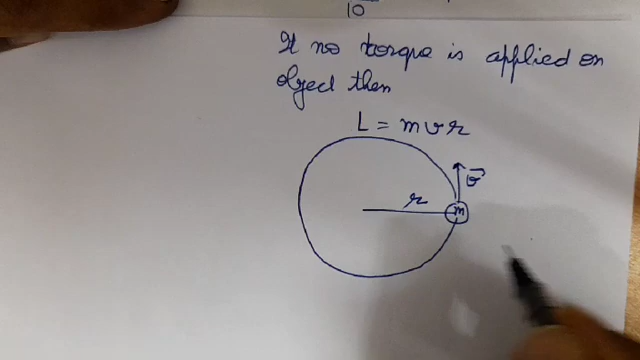 10
If no torque is applied on
object then
L = mvr
v⃗
r
m